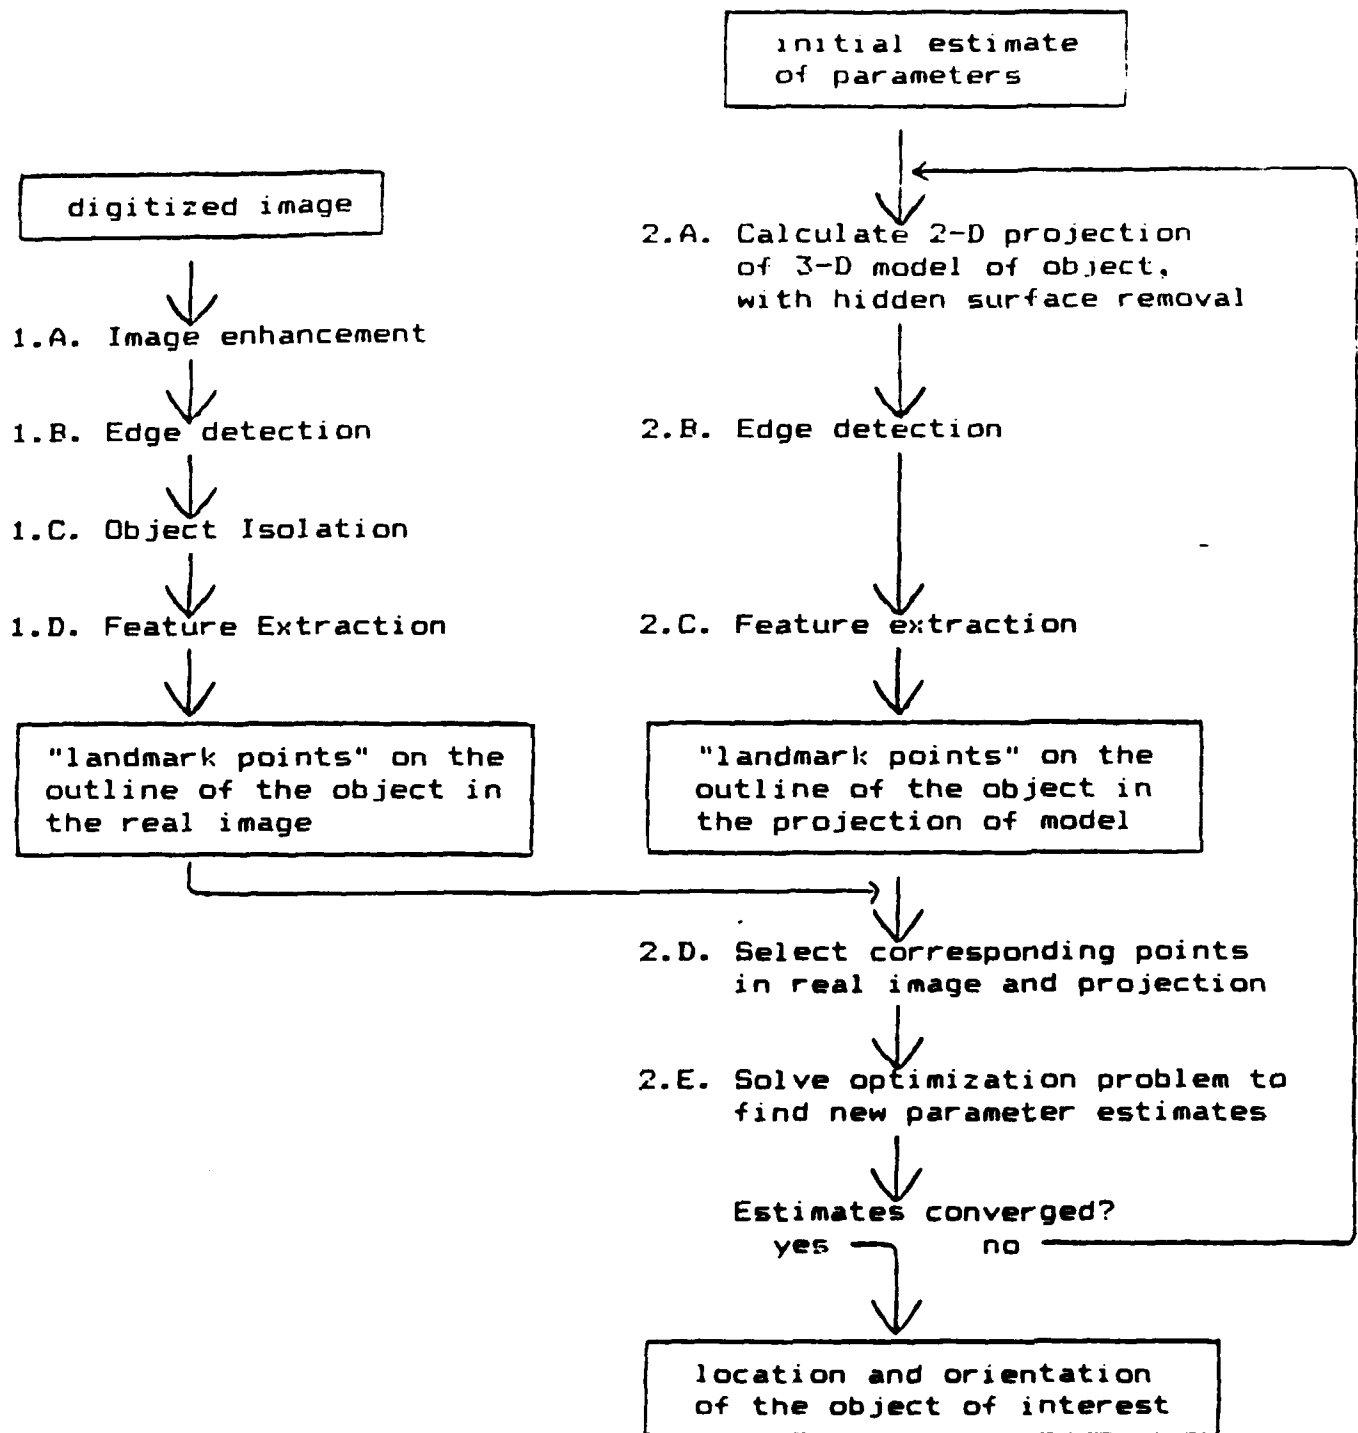 initial estimate
of parameters
digitized image
1.A. Image enhancement
1.B. Edge detection
1.C. Object Isolation
1.D. Feature Extraction
"landmark points" on the
outline of the object in
the real image
2.A. Calculate 2-D projection
of 3-D model of object,
with hidden surface removal
2.B. Edge detection
2.C. Feature extraction
"landmark points" on the
outline of the object in
the projection of model
2.D. Select corresponding points
in real image and projection
2.E. Solve optimization problem to
find new parameter estimates
Estimates converged?
yes no
location and orientation
of the object of interest